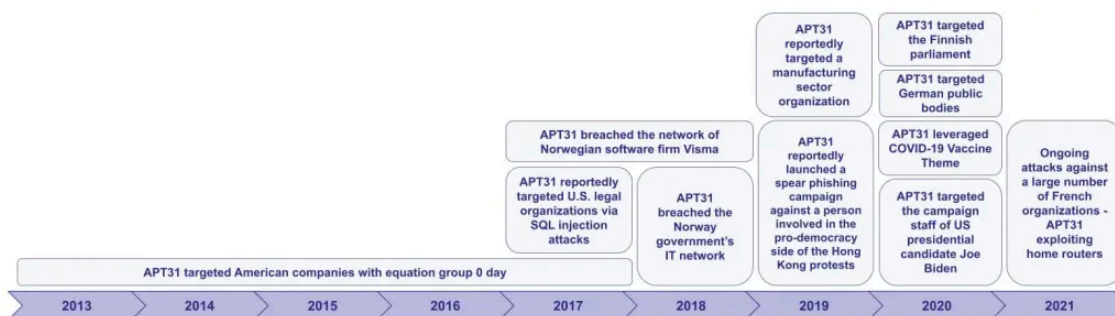 APT31
reportedly
targeted a
manufacturing
sector
organization
APT31 targeted
the Finnish
parliament
APT31 targeted
German public
bodies
APT31 breached the network of
Norwegian software firm Visma
APT31
reportedly
launched a
spear phishing
campaign
against a person
involved in the
pro-democracy
side of the Hong
Kong protests
APT31 leveraged
COVID-19 Vaccine
Theme
Ongoing
attacks against
a large number
of French
organizations -
APT31
exploiting
home routers
APT31 reportedly
targeted U.S. legal
organizations via
SQL injection
attacks
APT31
breached the
Norway
government's
IT network
APT31 targeted
the campaign
staff of US
presidential
candidate Joe
Biden
APT31 targeted American companies with equation group 0 day
2013 2014 2015 2016 2017 2018 2019 2020 2021